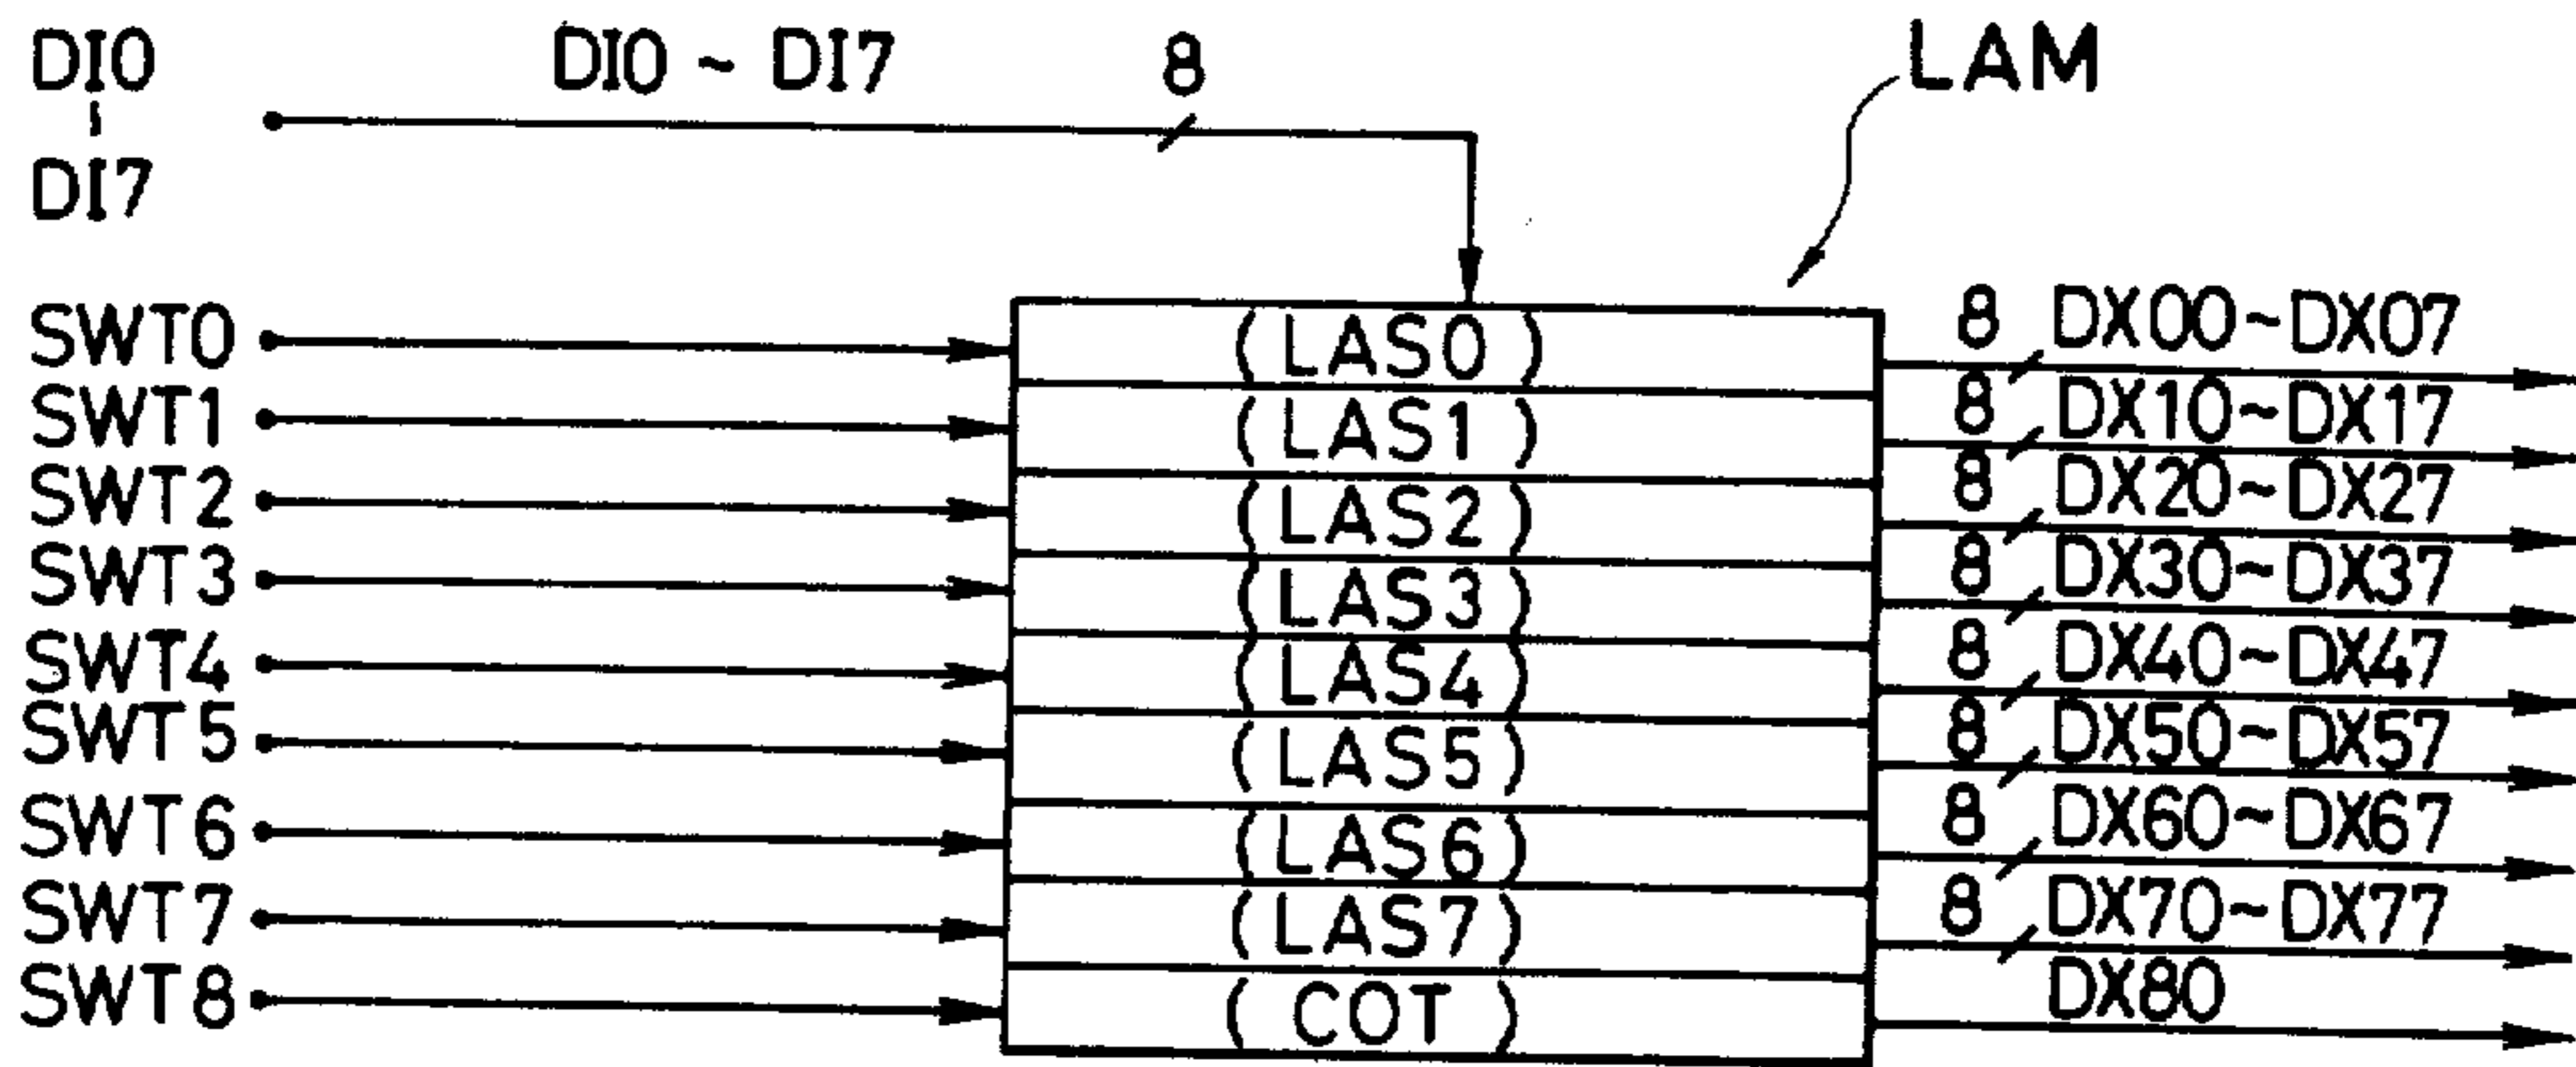 DI0
DI7
DI0 ~ DI7 8
LAM
SWT0 (LAS0) 8 DX00~DX07
SWT1 (LAS1) 8 DX10~DX17
SWT2 (LAS2) 8 DX20~DX27
SWT3 (LAS3) 8 DX30~DX37
SWT4 (LAS4) 8 DX40~DX47
SWT5 (LAS5) 8 DX50~DX57
SWT6 (LAS6) 8 DX60~DX67
SWT7 (LAS7) 8 DX70~DX77
SWT8 (COT) DX80